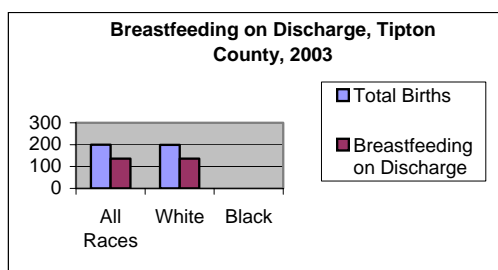 Breastfeeding on Discharge, Tipton
County, 2003
Total Births
Breastfeeding
on Discharge
300
200
100
0
All
Races
White
Black